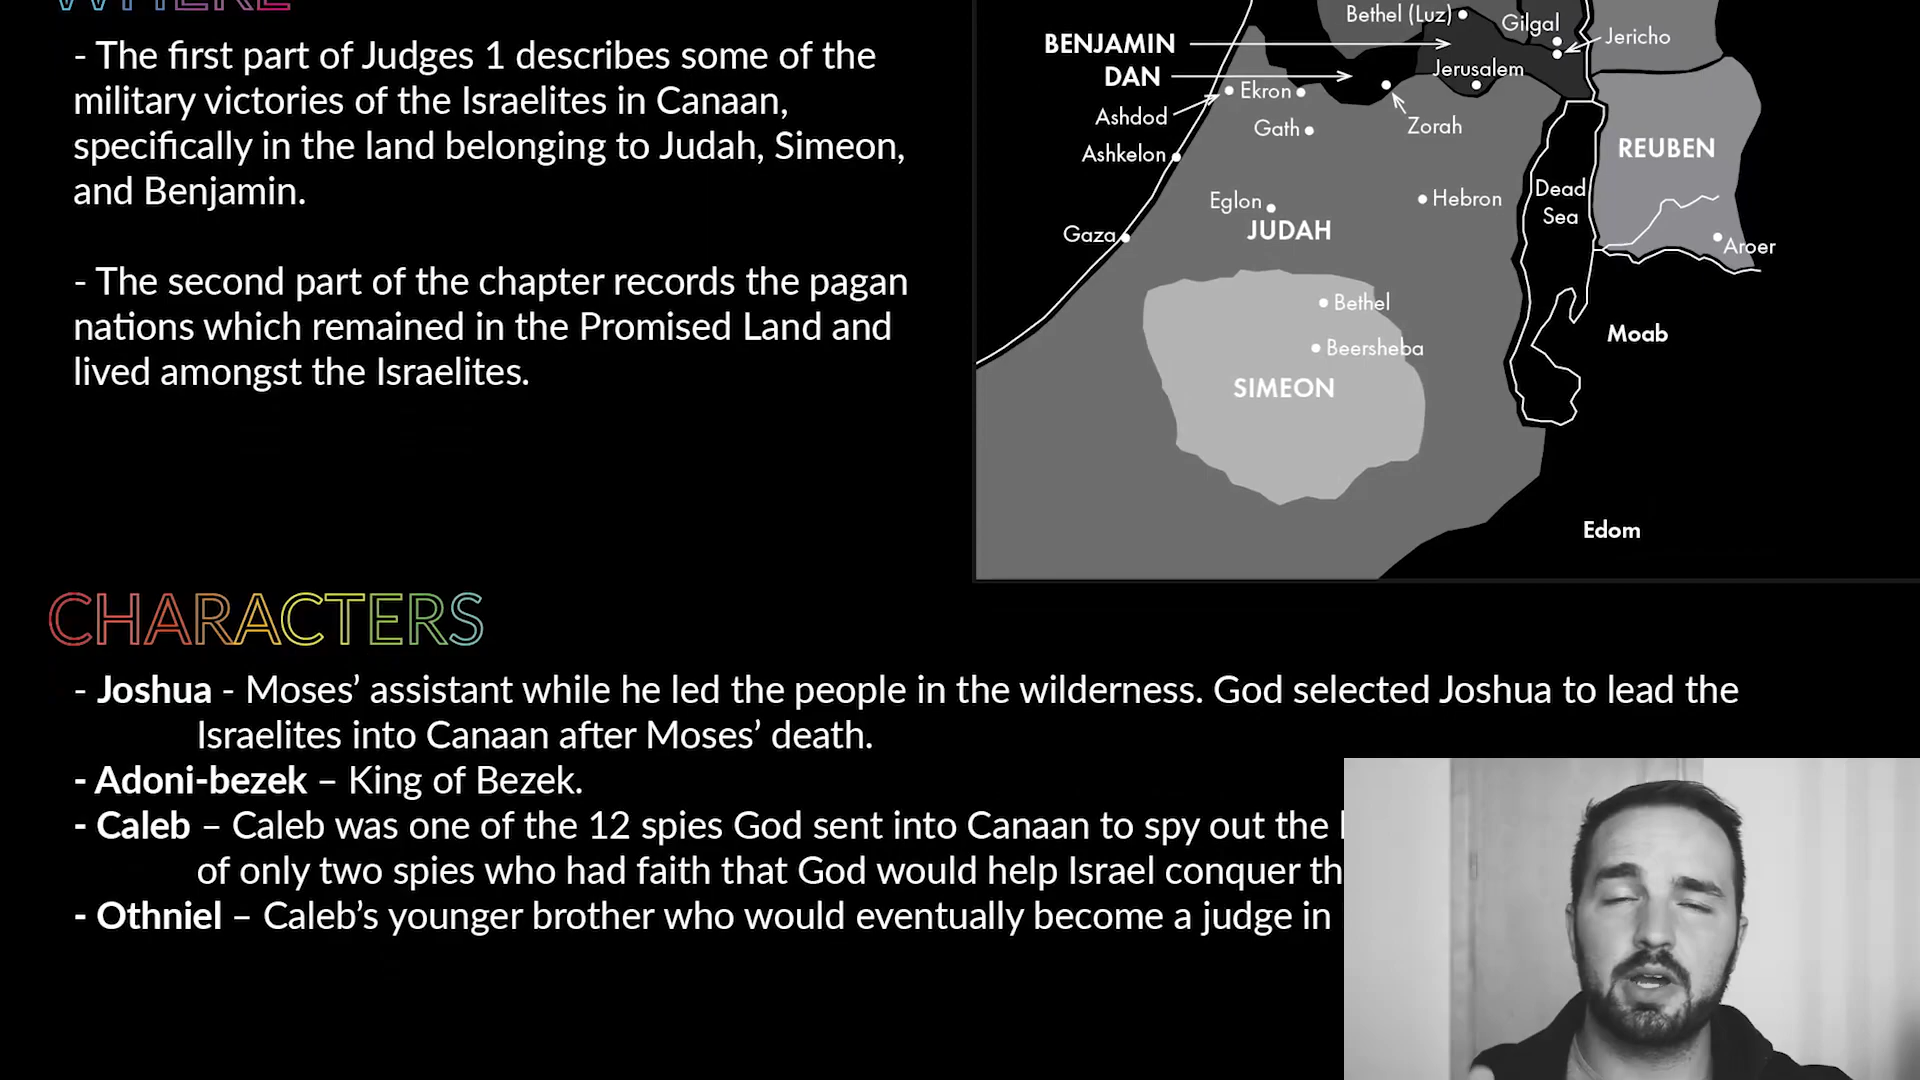 WHERE
- The first part of Judges 1 describes some of the
military victories of the Israelites in Canaan,
specifically in the land belonging to Judah, Simeon,
and Benjamin.
- The second part of the chapter records the pagan
nations which remained in the Promised Land and
lived amongst the Israelites.
Bethel (Luz)
Gilgal
Jericho
BENJAMIN
DAN
Jerusalem
Ekron
Ashdod
Gath
Zorah
Ashkelon
REUBEN
Dead
Sea
Eglon
Hebron
JUDAH
Gaza
Aroer
Bethel
Moab
Beersheba
SIMEON
Edom
CHARACTERS
- Joshua - Moses’ assistant while he led the people in the wilderness. God selected Joshua to lead the
Israelites into Canaan after Moses’ death.
- Adoni-bezek – King of Bezek.
- Caleb – Caleb was one of the 12 spies God sent into Canaan to spy out the
of only two spies who had faith that God would help Israel conquer
- Othniel – Caleb’s younger brother who would eventually become a judge in